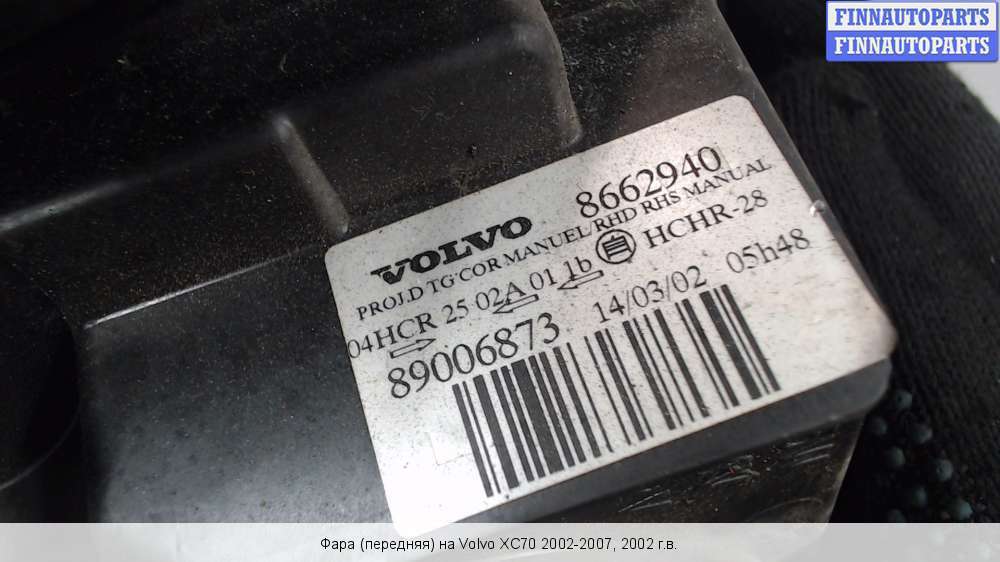 FINNAUTOPARTS
FINNAUTOPARTS
VOLVO 8662940
PROJ.D TG'COR MANUEL/RHD RHS MANUAL
04HCR 25 02A 01 1b HCHR-28
89006873 14/03/02 05h48
Фара (передняя) на Volvo XC70 2002-2007, 2002 г.в.